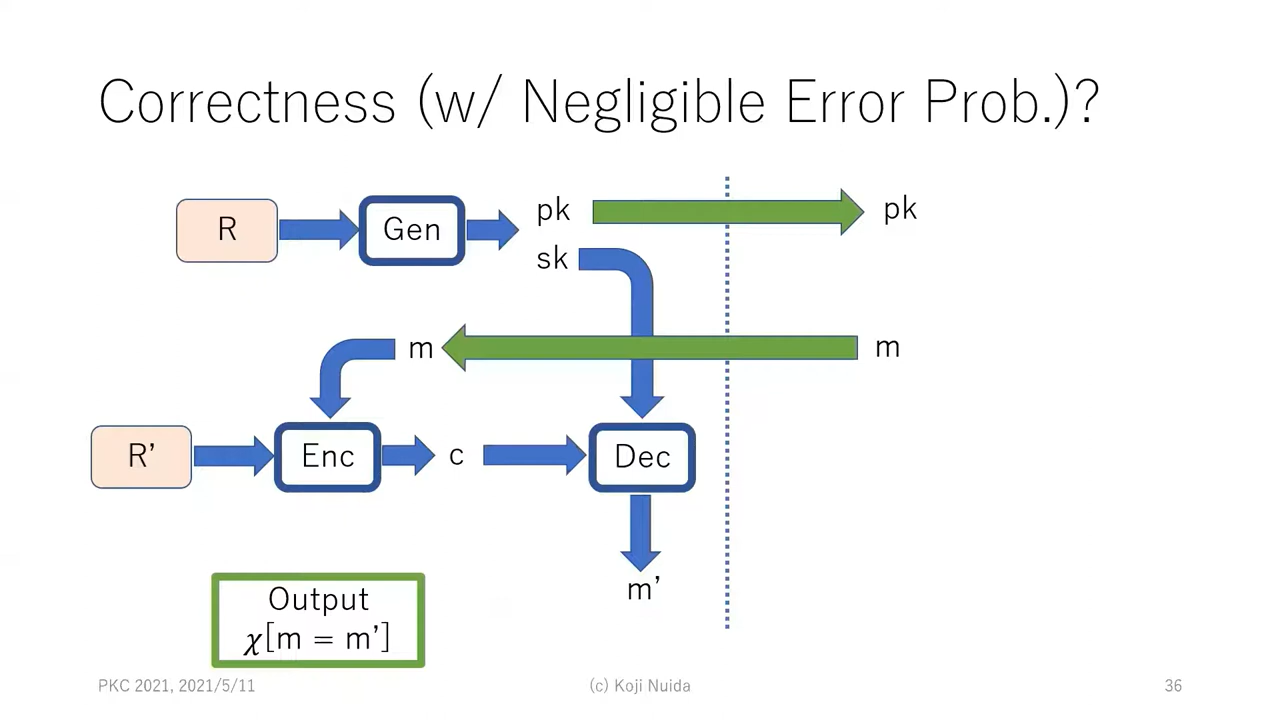 Correctness (w/ Negligible Error Prob.)?
R
Gen
pk
pk
sk
m
m
R’
Enc
c
Dec
m’
Output
χ[m = m’]
PKC 2021, 2021/5/11
(c) Koji Nuida
36